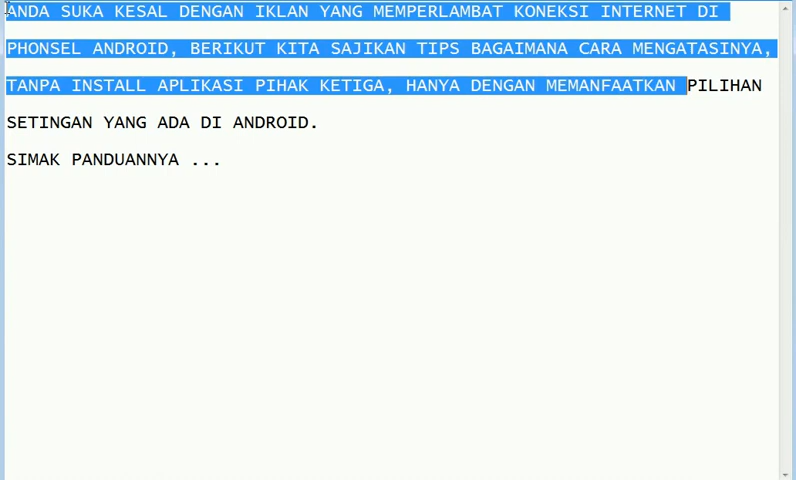 ANDA SUKA KESAL DENGAN IKLAN YANG MEMPERLAMBAT KONEKSI INTERNET DI
PHONSEL ANDROID, BERIKUT KITA SAJIKAN TIPS BAGAIMANA CARA MENGATASINYA,
TANPA INSTALL APLIKASI PIHAK KETIGA, HANYA DENGAN MEMANFAATKAN PILIHAN
SETINGAN YANG ADA DI ANDROID.
SIMAK PANDUANNYA ...